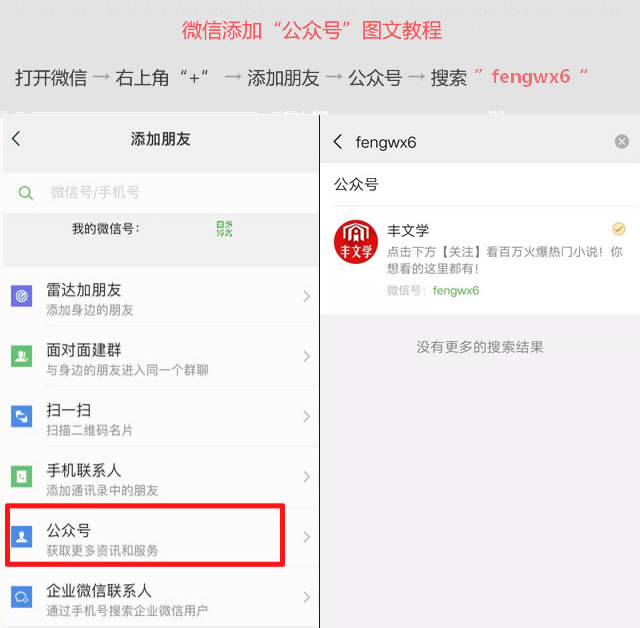 微信添加“公众号”图文教程
打开微信→右上角“+”→添加朋友→公众号→搜索”fengwx6“
添加朋友
微信号/手机号
我的微信号：
雷达加朋友
添加身边的朋友
面对面建群
与身边的朋友进入同一个群聊
扫一扫
扫描二维码名片
手机联系人
添加通讯录中的朋友
公众号
获取更多资讯和服务
企业微信联系人
通过手机号搜索企业微信用户
fengwx6
公众号
丰文学
丰文学
点击下方【关注】看百万火爆热门小说！你
想看的这里都有！
微信号：fengwx6
没有更多的搜索结果